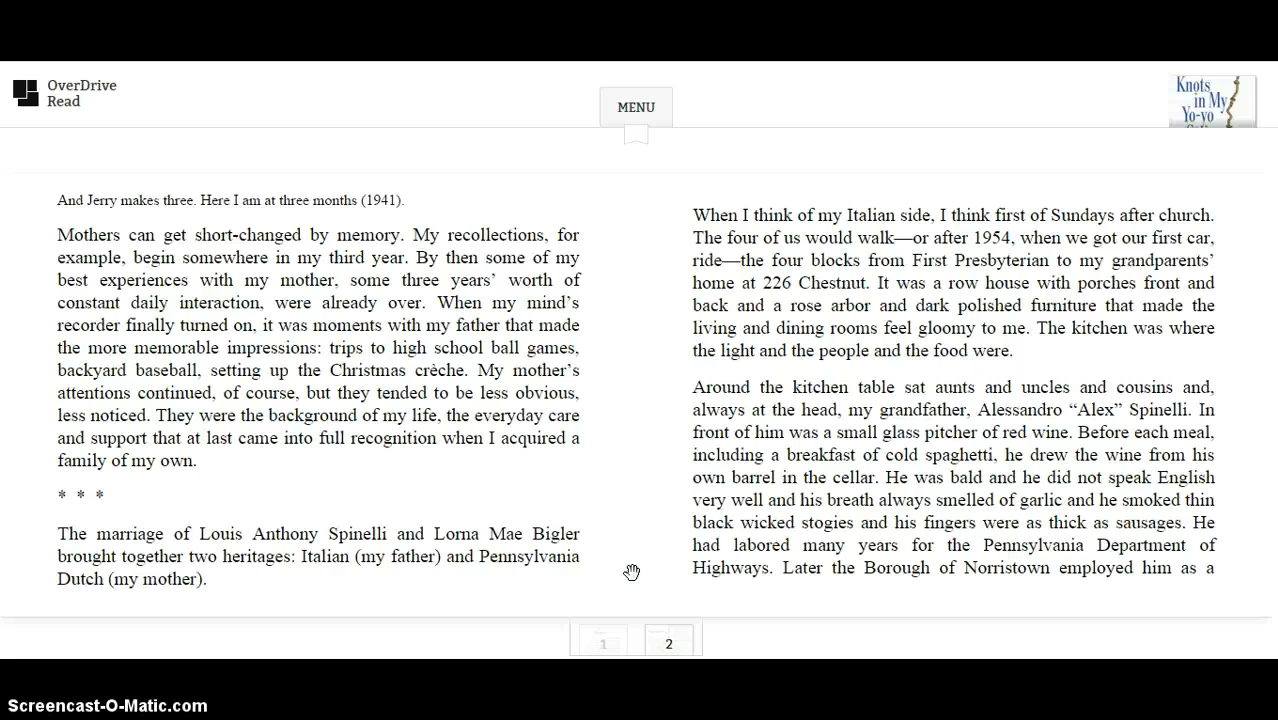 OverDrive
Read
MENU
Knots
in My
Yo-yo
And Jerry makes three. Here I am at three months (1941).
Mothers can get short-changed by memory. My recollections, for
example, begin somewhere in my third year. By then some of my
best experiences with my mother, some three years’ worth of
constant daily interaction, were already over. When my mind’s
recorder finally turned on, it was moments with my father that made
the more memorable impressions: trips to high school ball games,
backyard baseball, setting up the Christmas crèche. My mother’s
attentions continued, of course, but they tended to be less obvious,
less noticed. They were the background of my life, the everyday care
and support that at last came into full recognition when I acquired a
family of my own.
* * *
The marriage of Louis Anthony Spinelli and Lorna Mae Bigler
brought together two heritages: Italian (my father) and Pennsylvania
Dutch (my mother).
When I think of my Italian side, I think first of Sundays after church.
The four of us would walk—or after 1954, when we got our first car,
ride—the four blocks from First Presbyterian to my grandparents’
home at 226 Chestnut. It was a row house with porches front and
back and a rose arbor and dark polished furniture that made the
living and dining rooms feel gloomy to me. The kitchen was where
the light and the people and the food were.
Around the kitchen table sat aunts and uncles and cousins and,
always at the head, my grandfather, Alessandro “Alex” Spinelli. In
front of him was a small glass pitcher of red wine. Before each meal,
including a breakfast of cold spaghetti, he drew the wine from his
own barrel in the cellar. He was bald and he did not speak English
very well and his breath always smelled of garlic and he smoked thin
black wicked stogies and his fingers were as thick as sausages. He
had labored many years for the Pennsylvania Department of
Highways. Later the Borough of Norristown employed him as a
1
2
Screencast-O-Matic.com